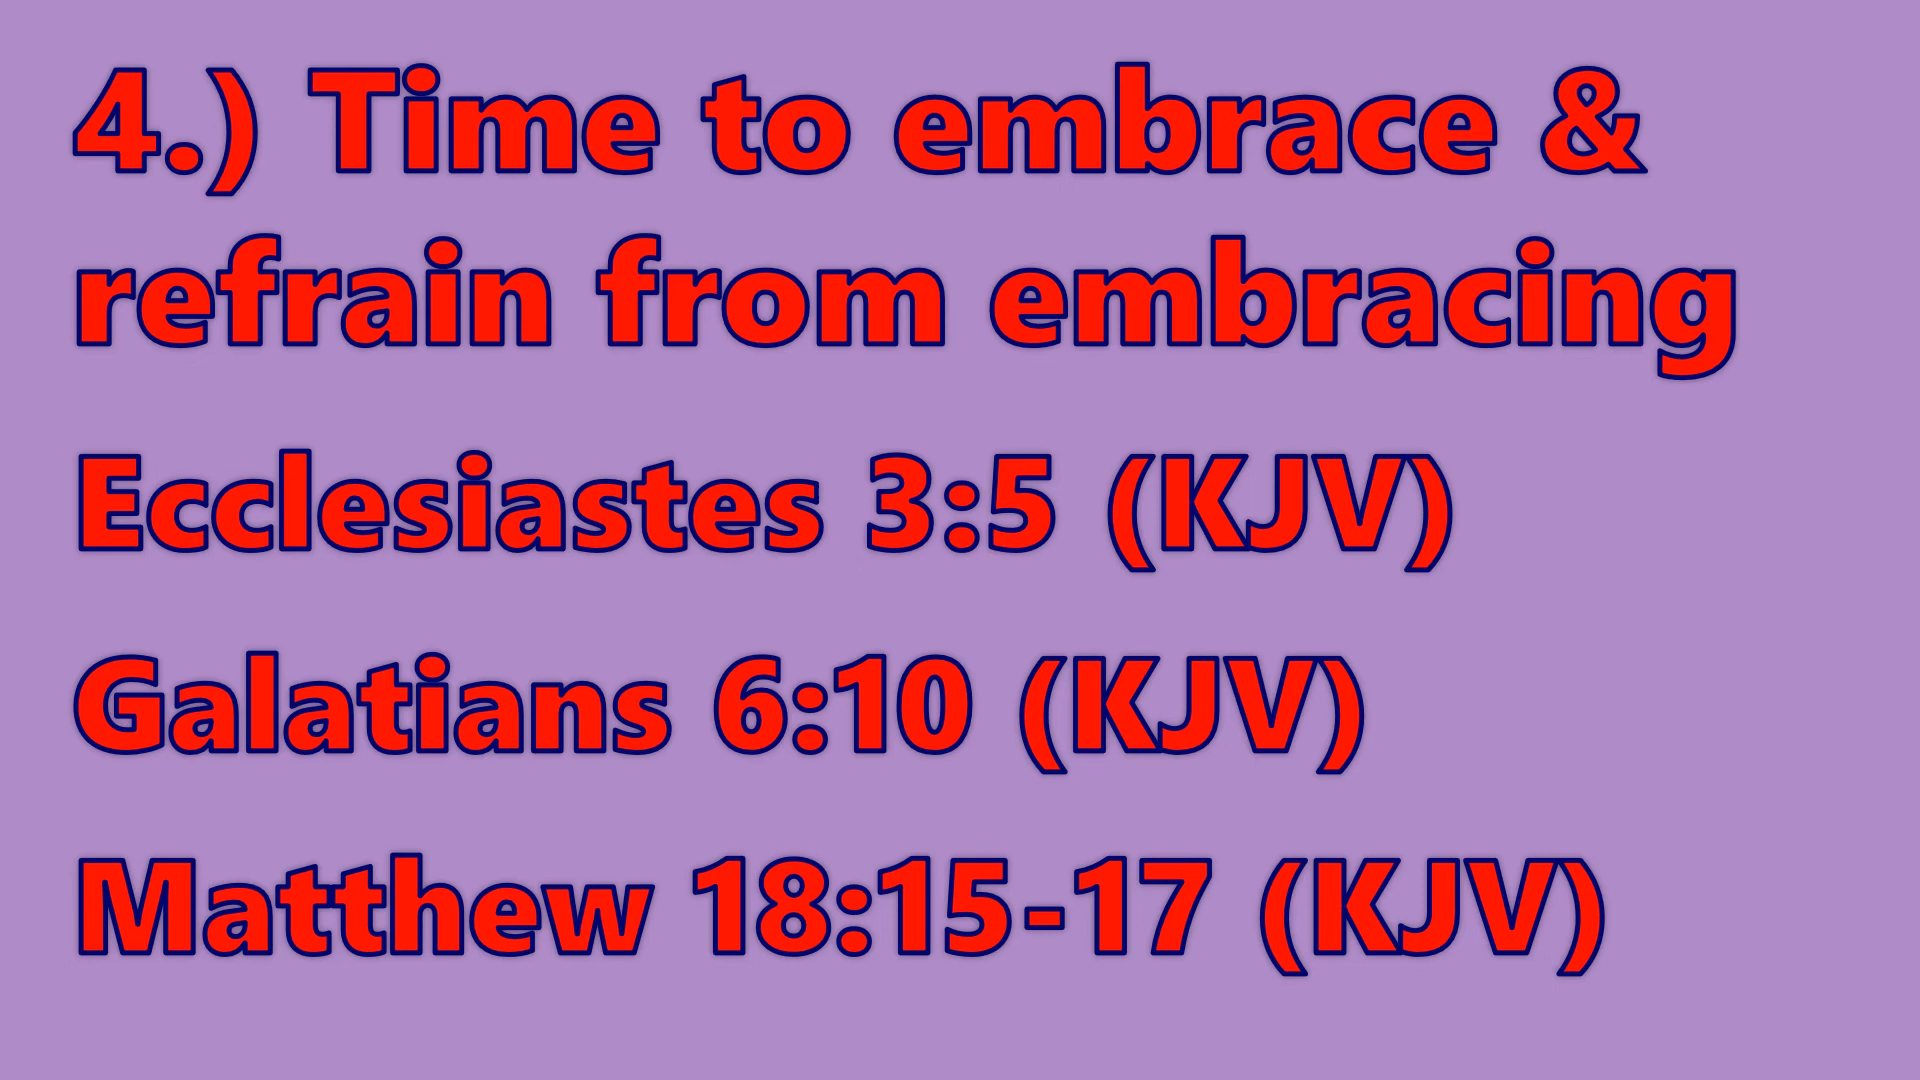 4.) Time to embrace &
refrain from embracing
Ecclesiastes 3:5 (KJV)
Galatians 6:10 (KJV)
Matthew 18:15-17 (KJV)